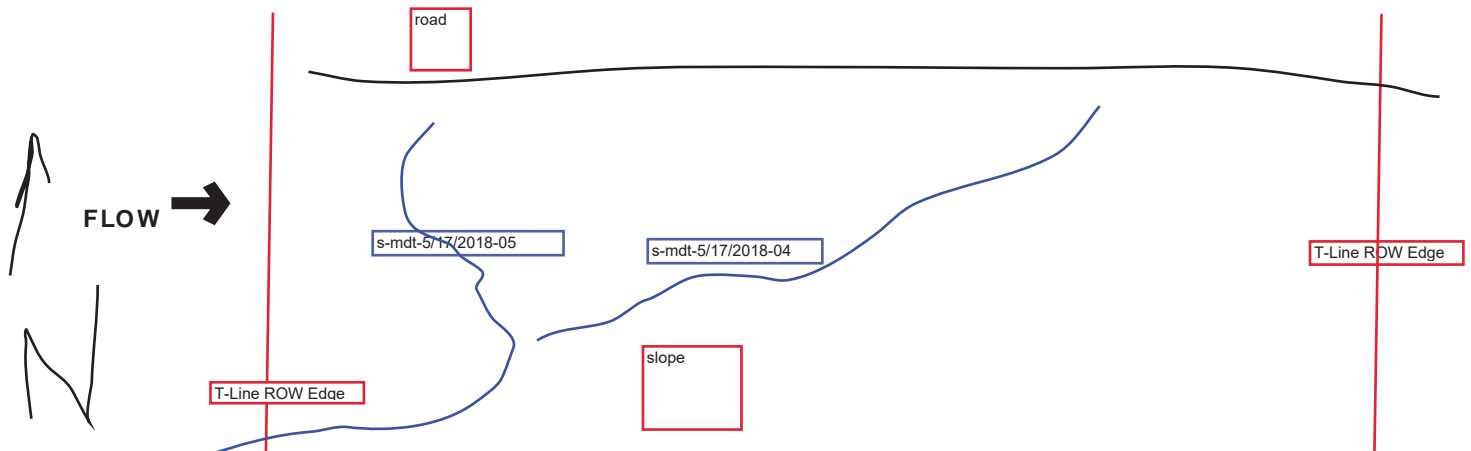 road
FLOW
s-mdt-5/17/2018-05
s-mdt-5/17/2018-04
T-Line ROW Edge
slope
T-Line ROW Edge
N